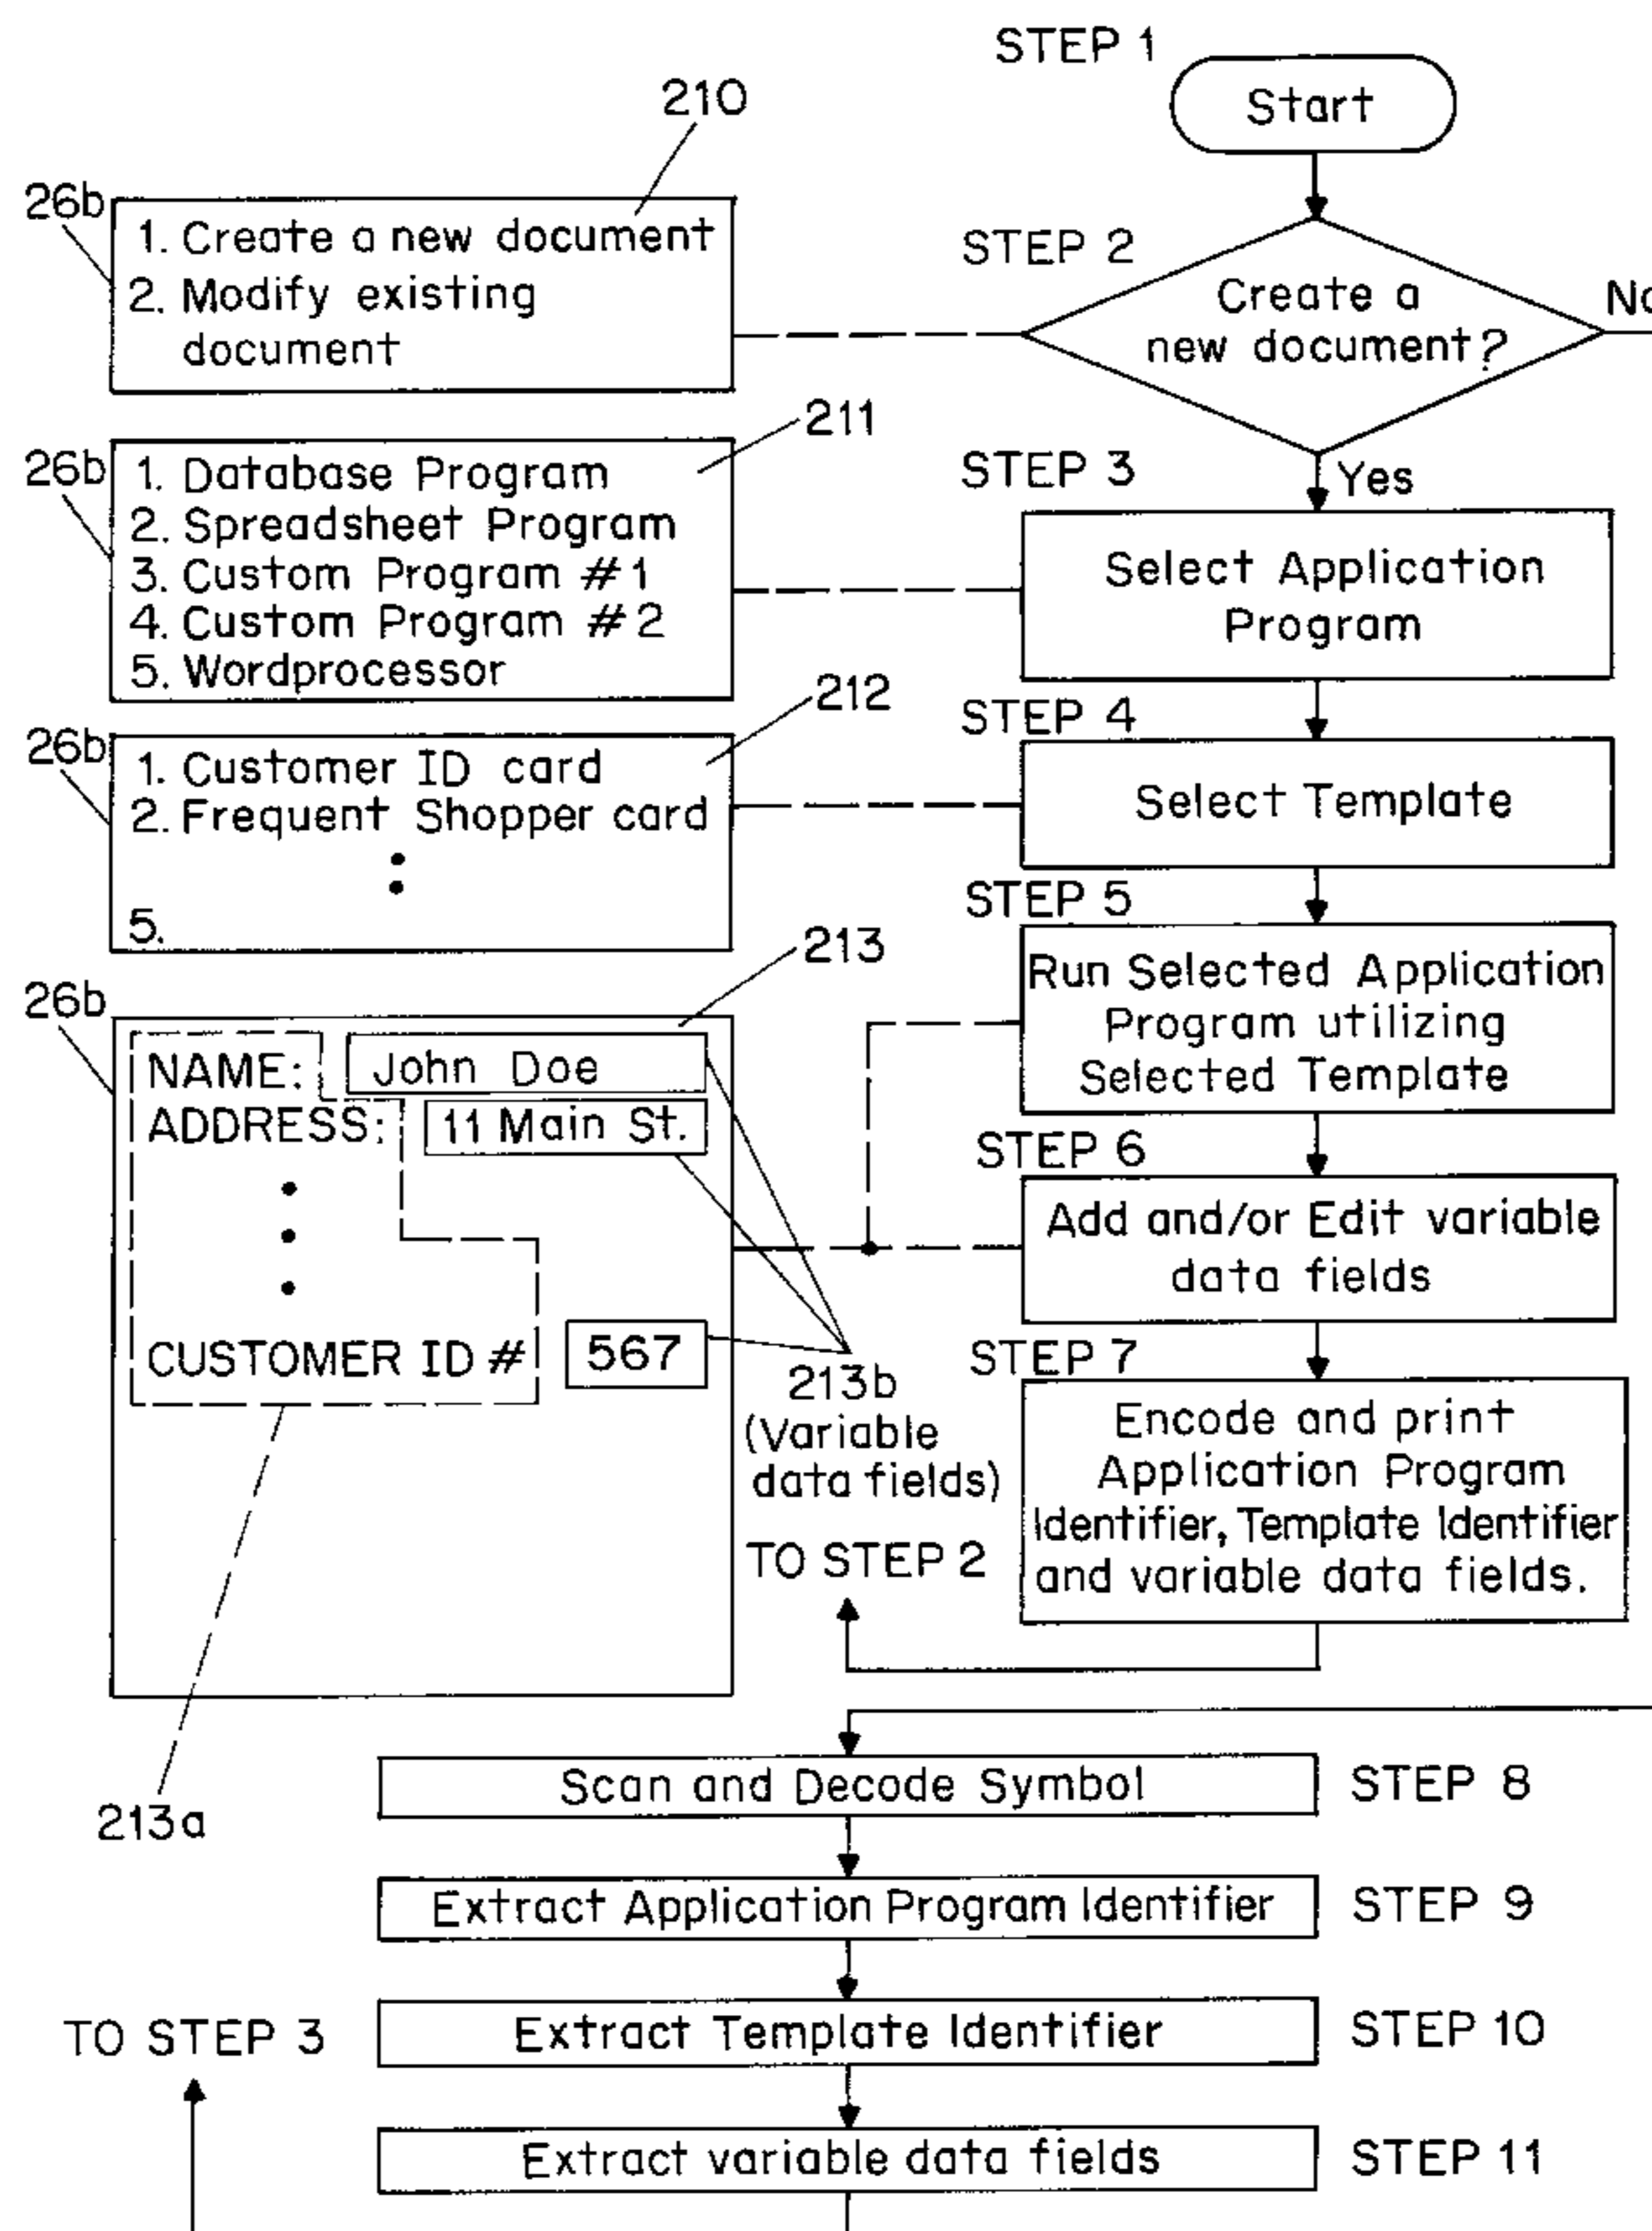 STEP 1
Start
210
26b
1. Create a new document
2. Modify existing
document
STEP 2
Create a
new document?
211
26b
1. Database Program
2. Spreadsheet Program
3. Custom Program #1
4. Custom Program #2
5. Wordprocessor
STEP 3
Yes
Select Application
Program
212
26b
1. Customer ID card
2. Frequent Shopper card
5.
STEP 4
Select Template
213
26b
NAME: John Doe
ADDRESS: 11 Main St.
CUSTOMER ID # 567
213b
(Variable
data fields)
213a
STEP 5
Run Selected Application
Program utilizing
Selected Template
STEP 6
Add and/or Edit variable
data fields
STEP 7
Encode and print
Application Program
Identifier, Template Identifier
and variable data fields.
TO STEP 2
Scan and Decode Symbol STEP 8
Extract Application Program Identifier STEP 9
TO STEP 3
Extract Template Identifier STEP 10
Extract variable data fields STEP 11